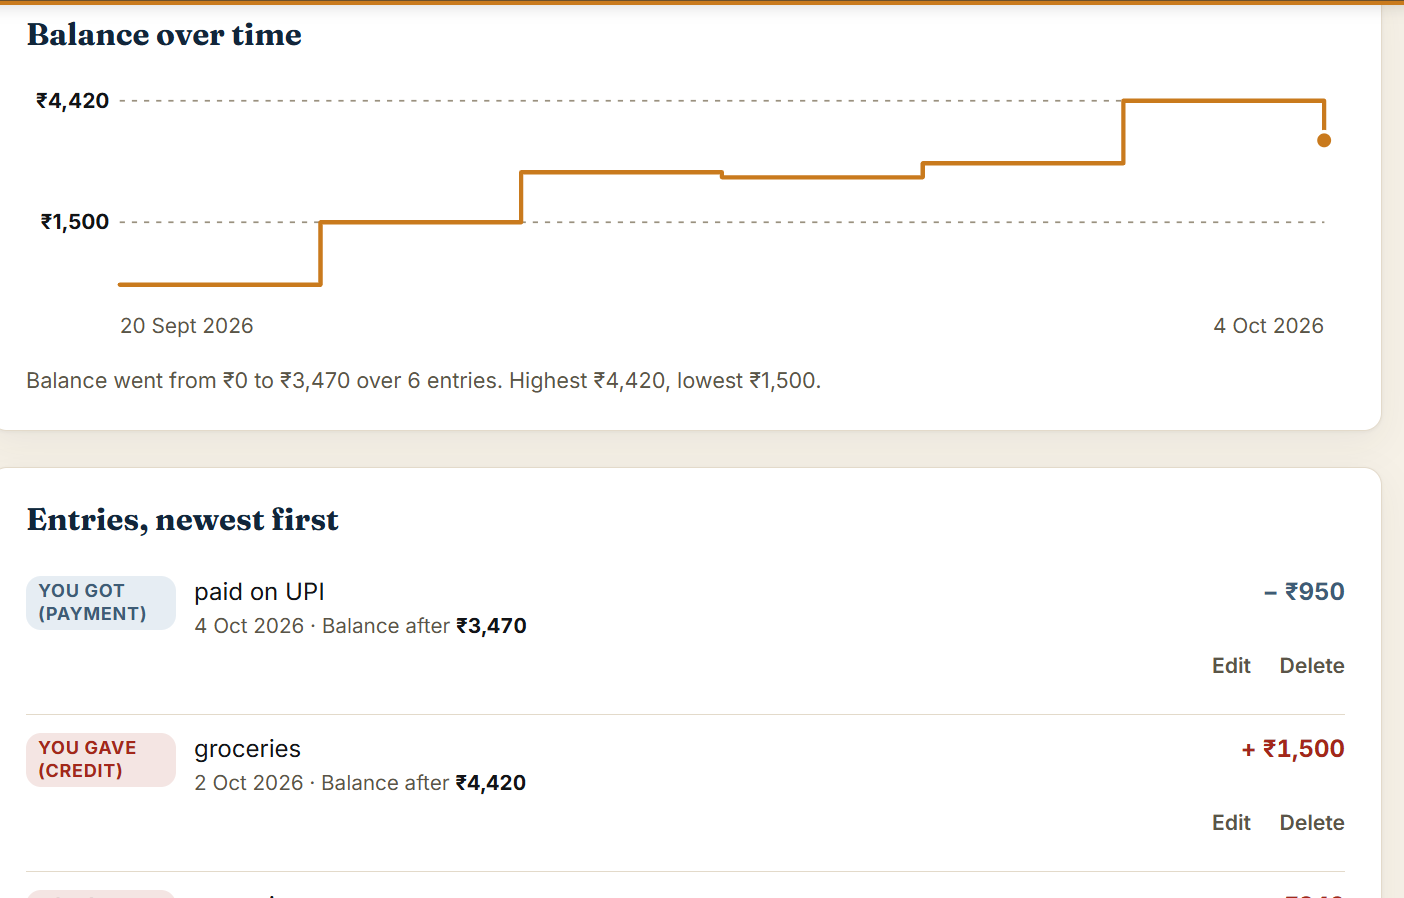 Balance over time
₹4,420
₹1,500
20 Sept 2026
4 Oct 2026
Balance went from ₹0 to ₹3,470 over 6 entries. Highest ₹4,420, lowest ₹1,500.
Entries, newest first
YOU GOT
(PAYMENT)
paid on UPI
– ₹950
4 Oct 2026 · Balance after ₹3,470
Edit
Delete
YOU GAVE
(CREDIT)
groceries
+ ₹1,500
2 Oct 2026 · Balance after ₹4,420
Edit
Delete